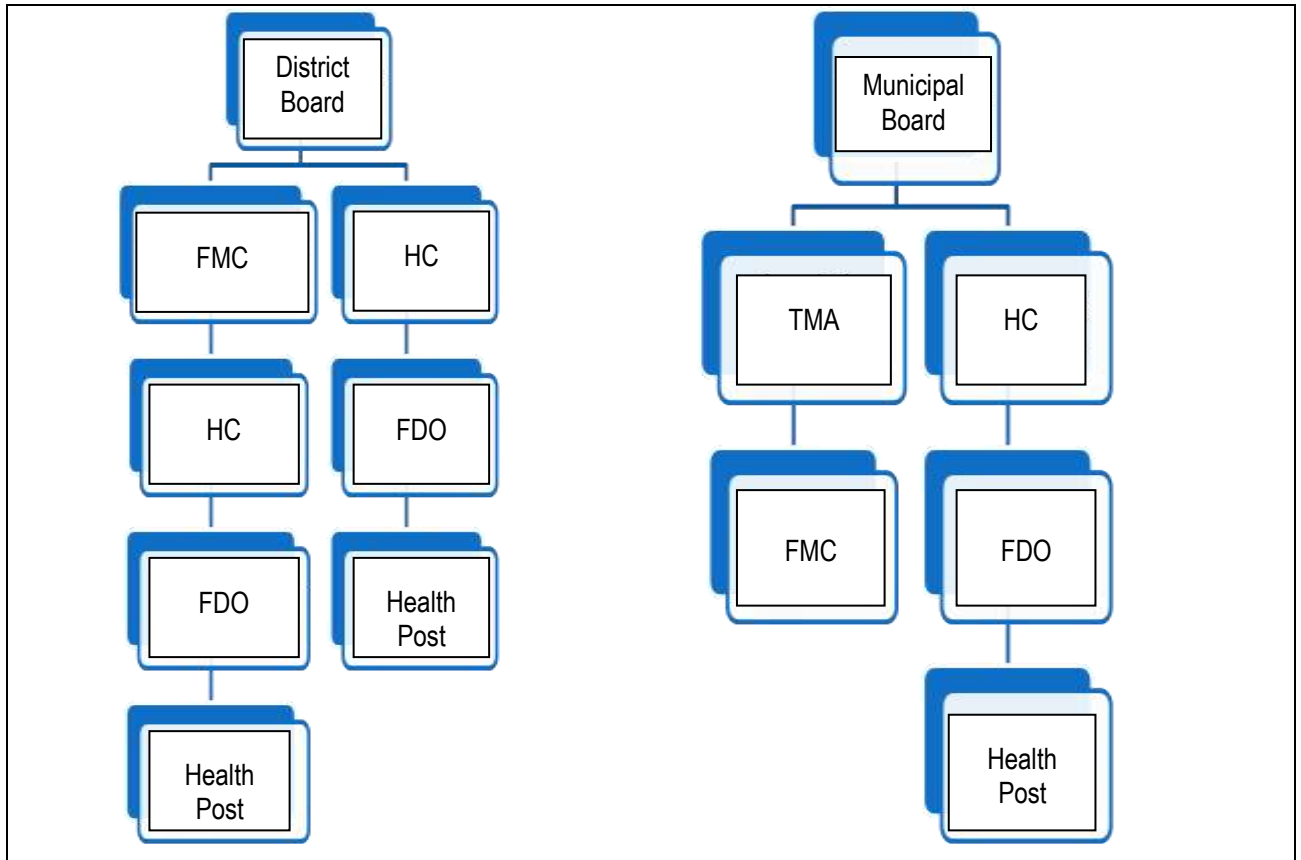 District
Board
FMC
HC
HC
FDO
FDO
Health
Post
Health
Post
Municipal
Board
TMA
HC
FMC
FDO
Health
Post